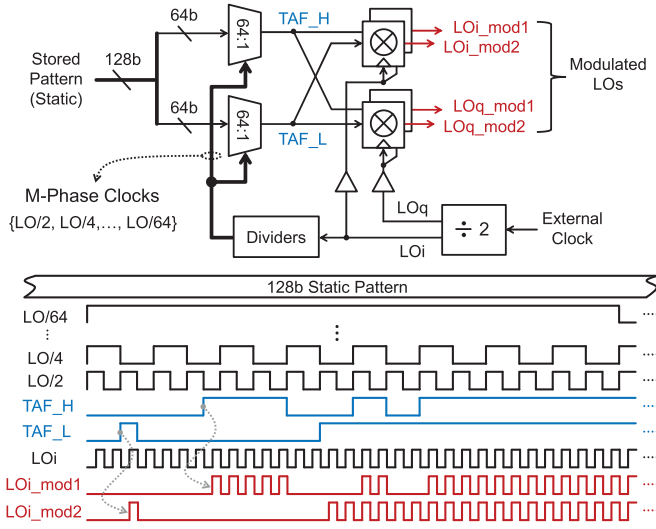 Stored
Pattern
(Static)
128b
64b
64b
64:1
64:1
TAF_H
TAF_L
LOi_mod1
LOi_mod2
LOq_mod1
LOq_mod2
Modulated
LOs
M-Phase Clocks
{LO/2, LO/4,..., LO/64}
Dividers
LOq
LOi
÷ 2
External
Clock
128b Static Pattern
LO/64
LO/4
LO/2
TAF_H
TAF_L
LOi
LOi_mod1
LOi_mod2